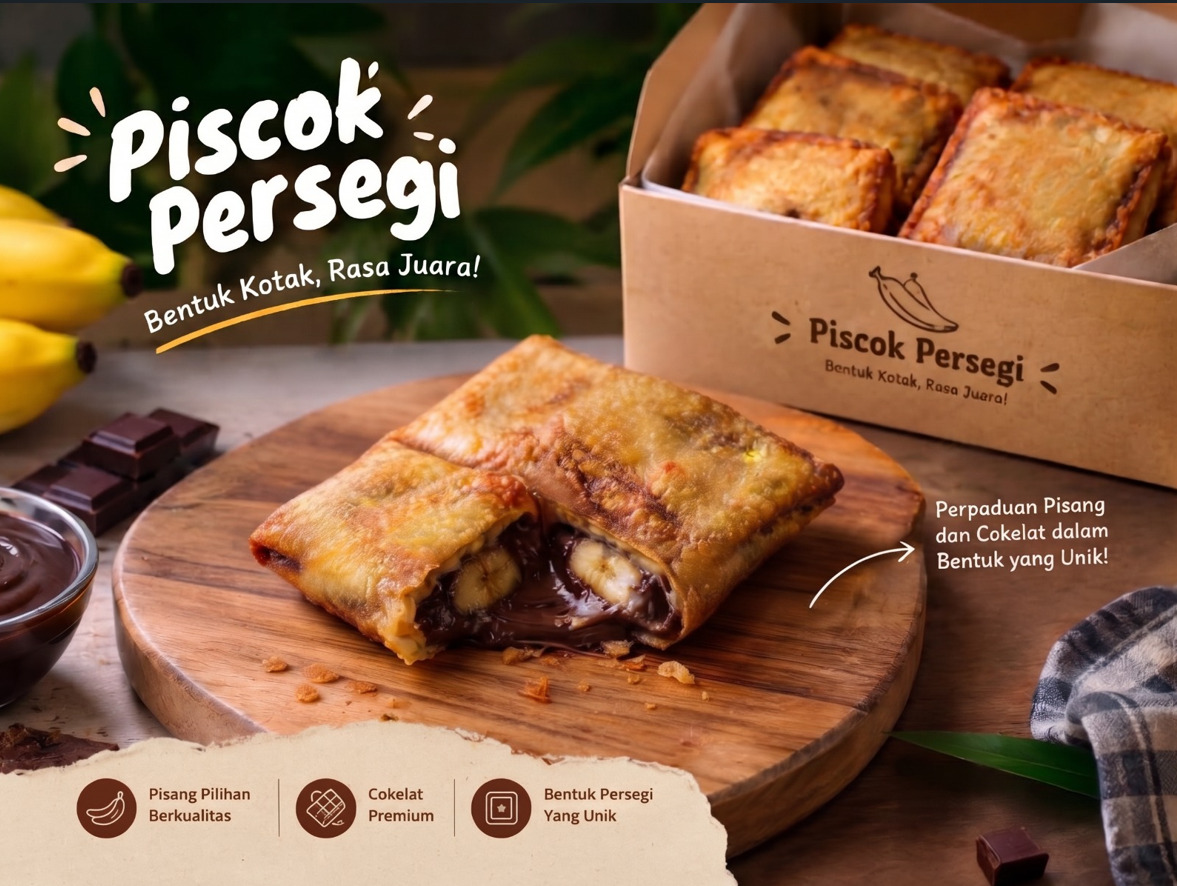 Piscok
Persegi
Bentuk Kotak, Rasa Juara!
Piscok Persegi
Bentuk Kotak, Rasa Juara!
Perpaduan Pisang
dan Cokelat dalam
Bentuk yang Unik!
Pisang Pilihan
Berkualitas
Cokelat
Premium
Bentuk Persegi
Yang Unik